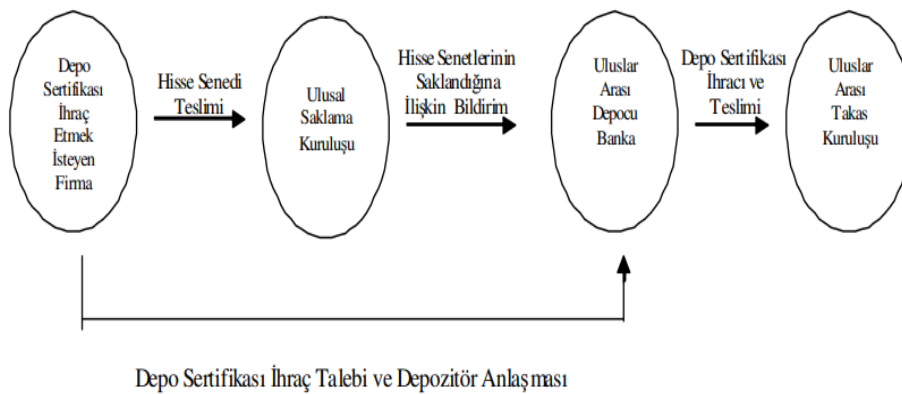 Depo
Sertifikası
İhraç
Etmek
İsteyen
Firma
Hisse Senedi
Teslimi
Ulusal
Saklama
Kuruluşu
Hisse Senetlerinin
Saklandığına
İlişkin Bildirim
Uluslar
Arası
Depocu
Banka
Depo Sertifikası
İhracı ve
Teslimi
Uluslar
Arası
Takas
Kuruluşu
Depo Sertifikası İhraç Talebi ve Depozitör Anlaşması